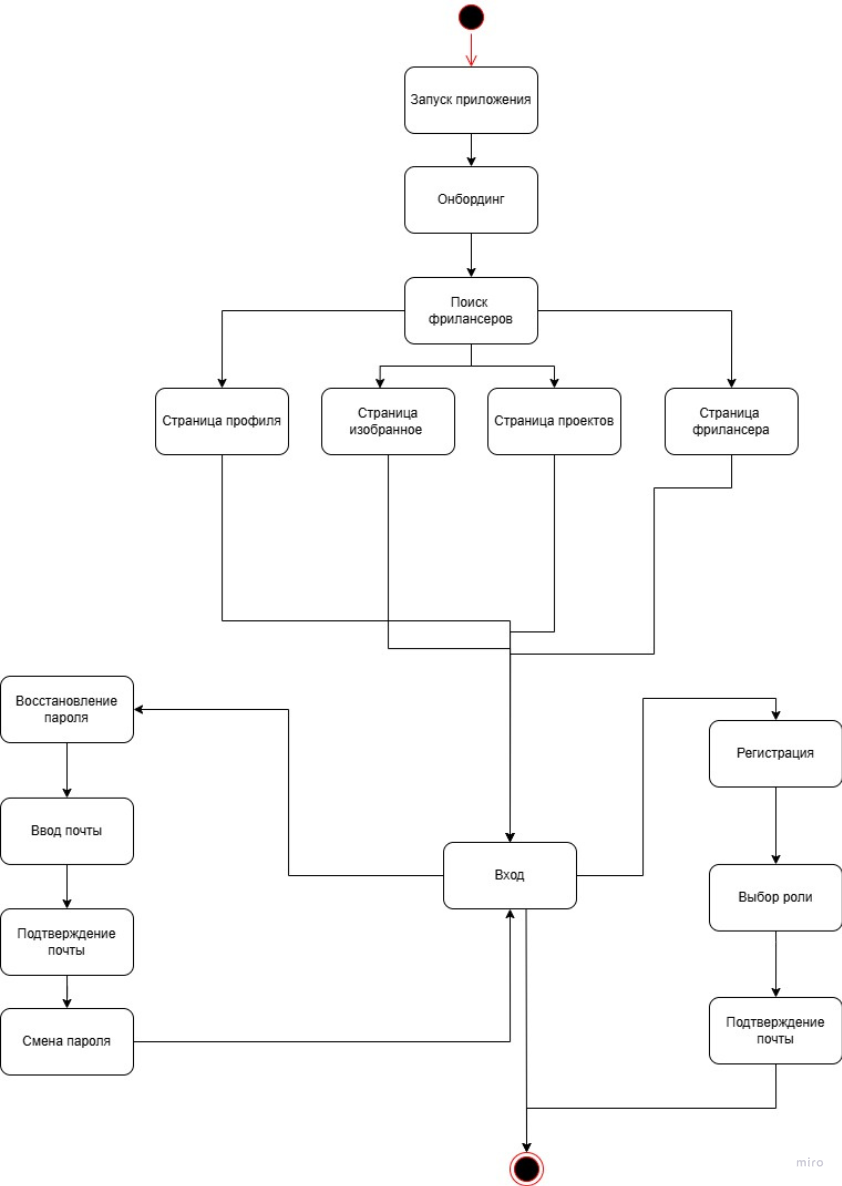 Запуск приложения
Онбординг
Поиск
фрилансеров
Страница профиля
Страница
изобранное
Страница проектов
Страница
фрилансера
Восстановление
пароля
Регистрация
Ввод почты
Вход
Выбор роли
Подтверждение
почты
Смена пароля
Подтверждение
почты
miro